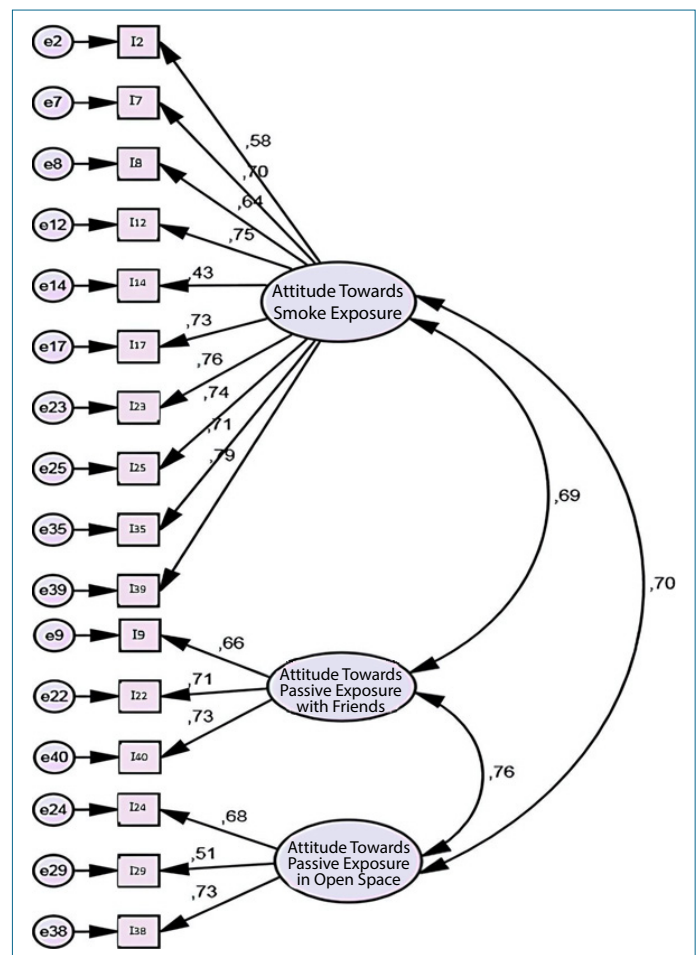 e2 I2
e7 I7
,58
e8 I8
,70
,64
e12 I12
,75
e14 I14 ,43
Attitude Towards
Smoke Exposure
e17 I17 ,73
,76
e23 I23 ,74
,71
e25 I25 ,79
,69
e35 I35
,70
e39 I39
e9 I9
,66
e22 I22 ,71
Attitude Towards
Passive Exposure
with Friends
,73
e40 I40
,76
e24 I24
,68
e29 I29 ,51
Attitude Towards
Passive Exposure
in Open Space
,73
e38 I38